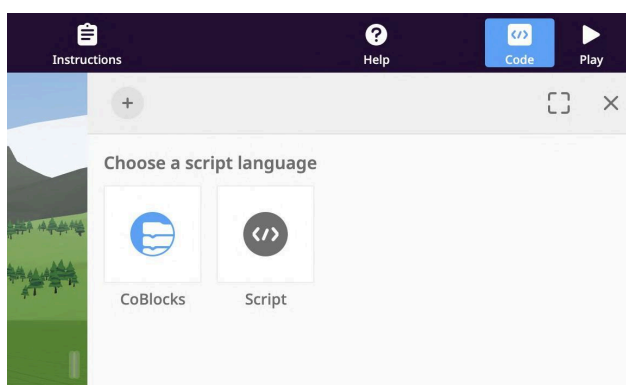 Instructions
Help
Code
Play
Choose a script language
CoBlocks
Script